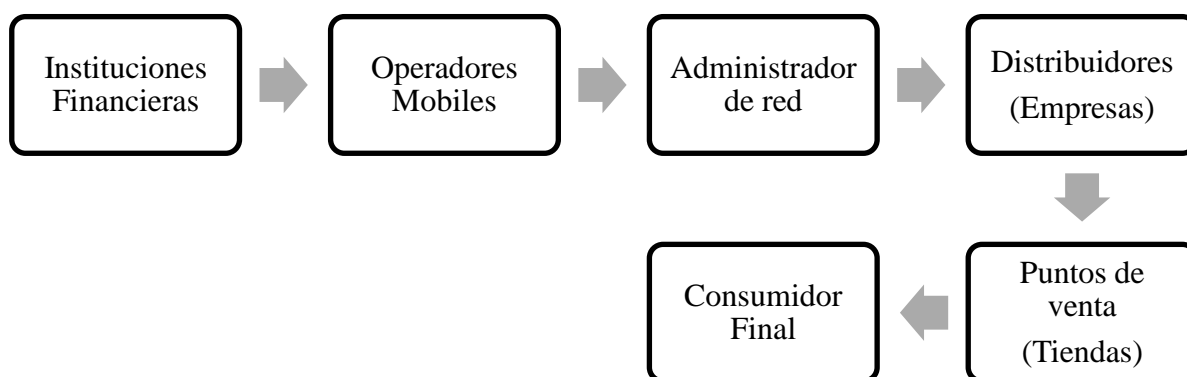 Instituciones
Financieras
Operadores
Mobiles
Administrador
de red
Distribuidores
(Empresas)
Puntos de
venta
(Tiendas)
Consumidor
Final